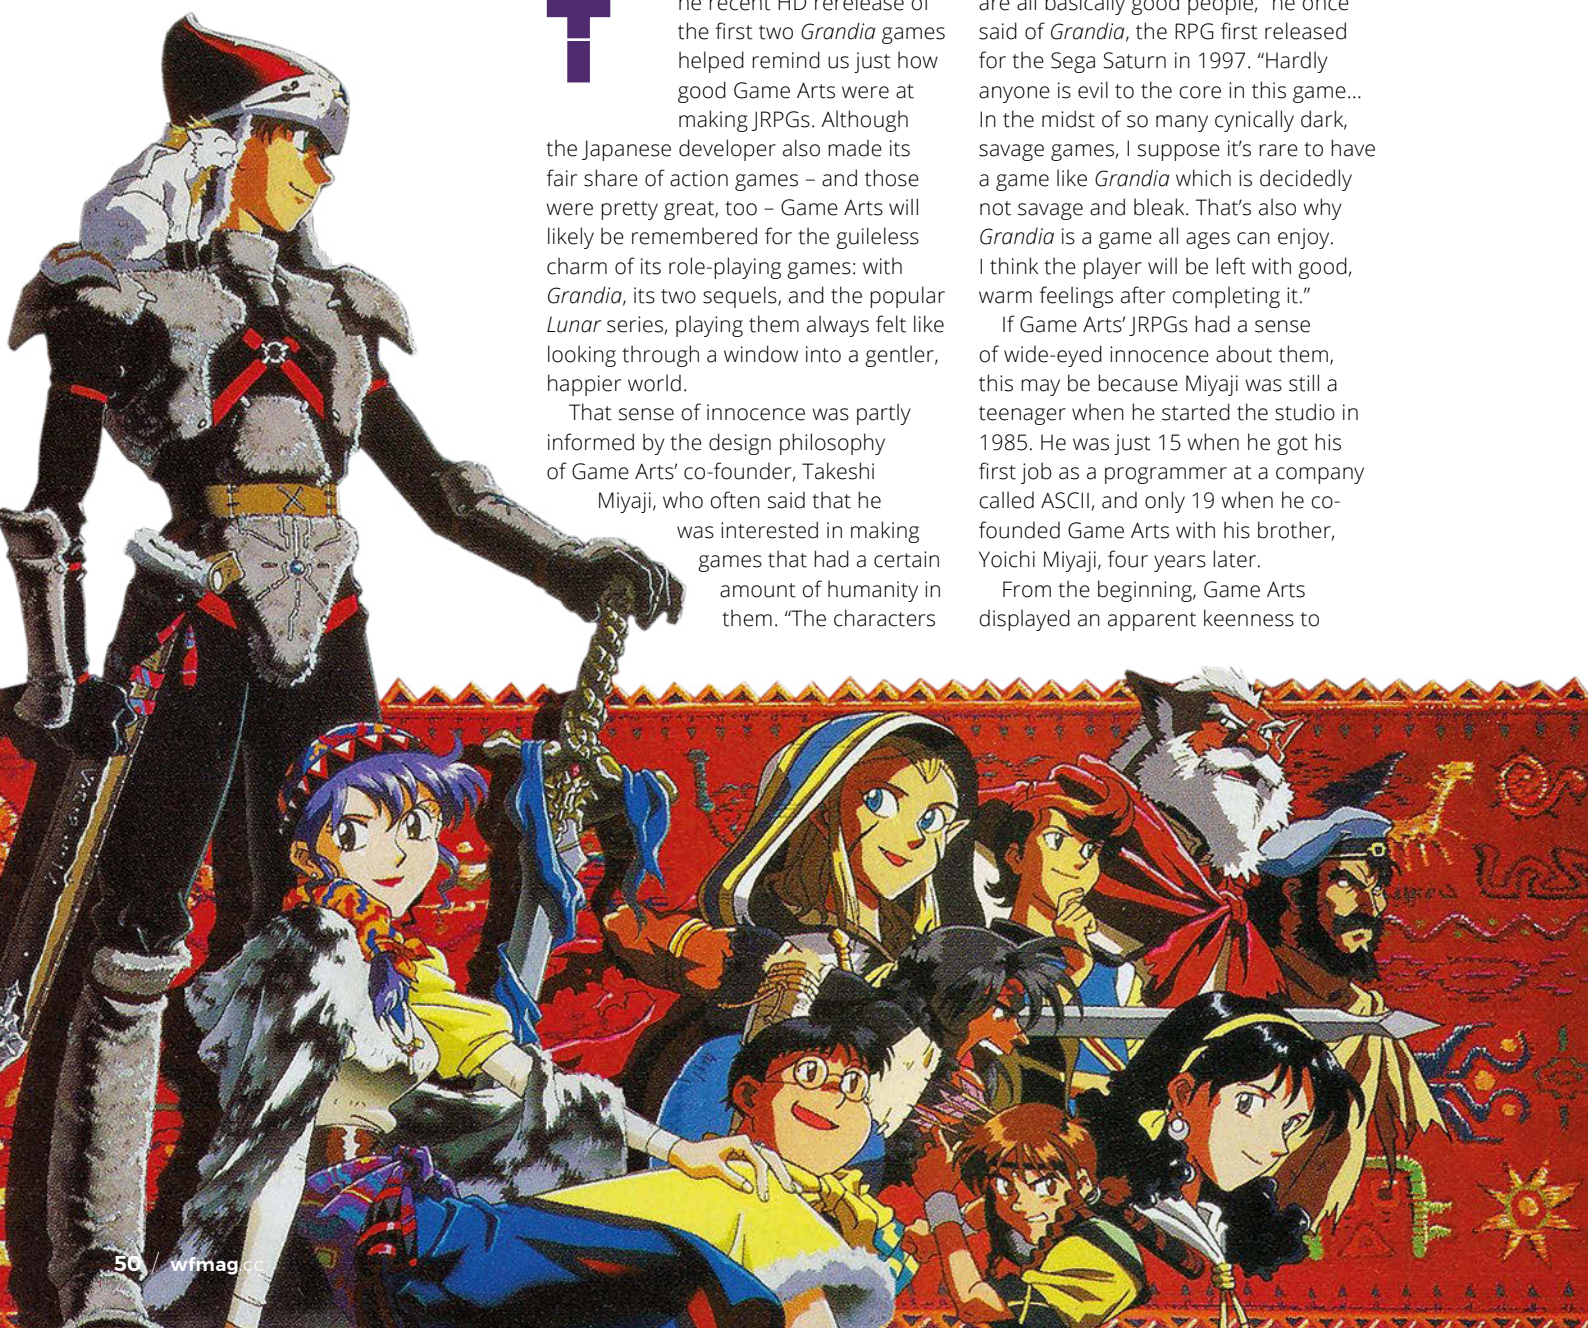 T
he recent HD rerelease of
the first two Grandia games
helped remind us just how
good Game Arts were at
making JRPGs. Although
the Japanese developer also made its
fair share of action games – and those
were pretty great, too – Game Arts will
likely be remembered for the guileless
charm of its role-playing games: with
Grandia, its two sequels, and the popular
Lunar series, playing them always felt like
looking through a window into a gentler,
happier world.
That sense of innocence was partly
informed by the design philosophy
of Game Arts’ co-founder, Takeshi
Miyaji, who often said that he
was interested in making
games that had a certain
amount of humanity in
them. “The characters
are all basically good people,” he once
said of Grandia, the RPG first released
for the Sega Saturn in 1997. “Hardly
anyone is evil to the core in this game…
In the midst of so many cynically dark,
savage games, I suppose it’s rare to have
a game like Grandia which is decidedly
not savage and bleak. That’s also why
Grandia is a game all ages can enjoy.
I think the player will be left with good,
warm feelings after completing it.”
If Game Arts’ JRPGs had a sense
of wide-eyed innocence about them,
this may be because Miyaji was still a
teenager when he started the studio in
1985. He was just 15 when he got his
first job as a programmer at a company
called ASCII, and only 19 when he co-
founded Game Arts with his brother,
Yoichi Miyaji, four years later.
From the beginning, Game Arts
displayed an apparent keenness to
50 / wfmag.cc